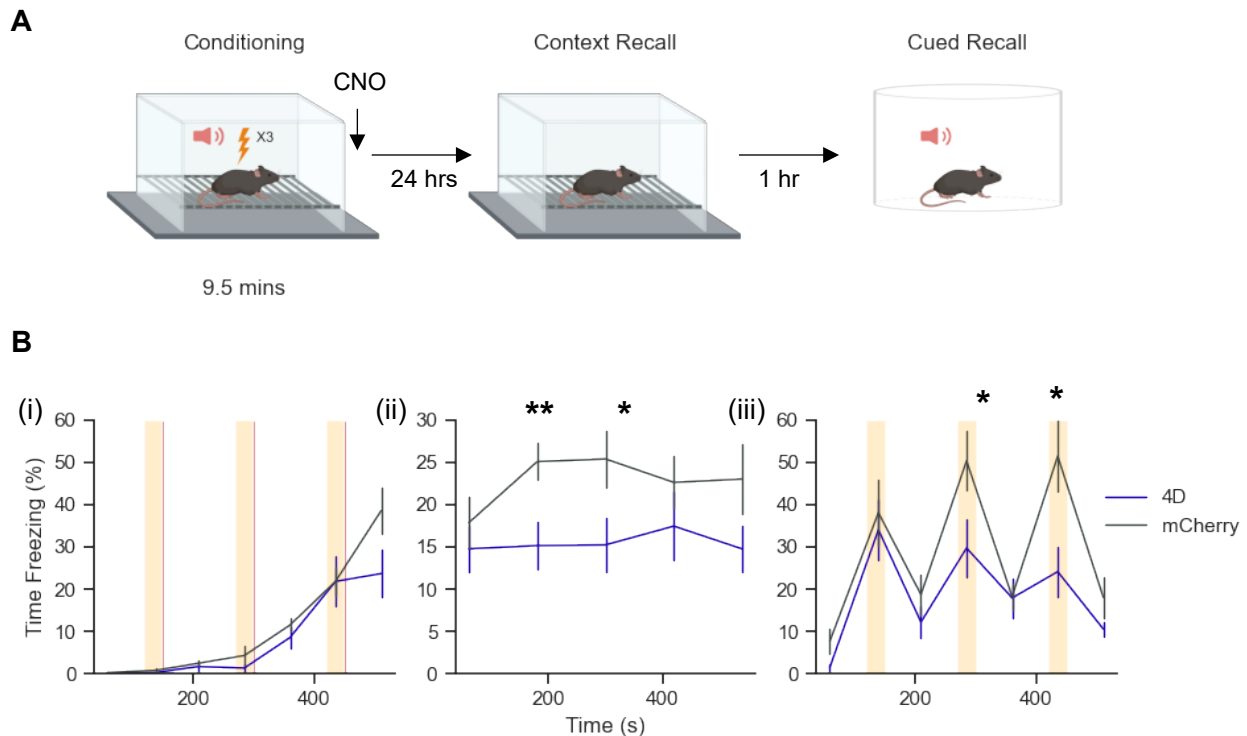 A
Conditioning
Context Recall
Cued Recall
CNO
X3
24 hrs
1 hr
9.5 mins
B
(i)
(ii)
(iii)
** *
* *
Time Freezing (%)
60
50
40
30
20
10
0
200 400
30
25
20
15
10
5
0
200 400
60
50
40
30
20
10
0
200 400
Time (s)
4D
mCherry